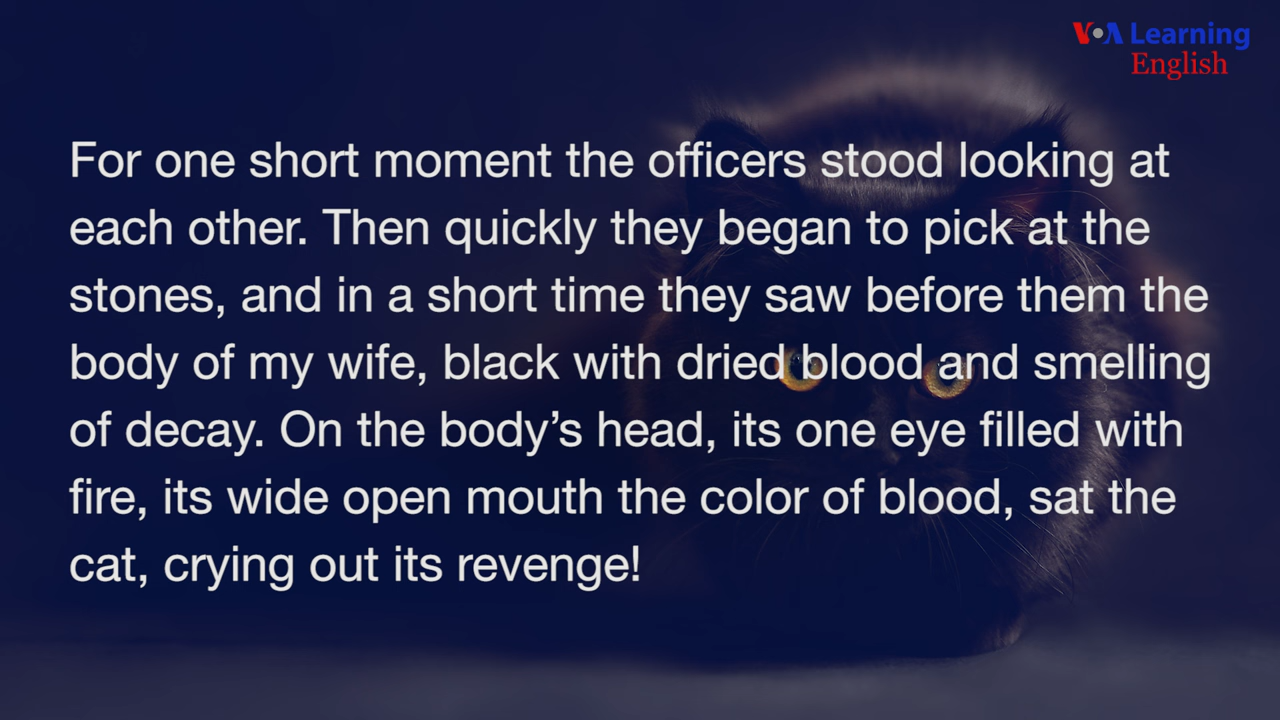 VOA Learning
English
For one short moment the officers stood looking at
each other. Then quickly they began to pick at the
stones, and in a short time they saw before them the
body of my wife, black with dried blood and smelling
of decay. On the body’s head, its one eye filled with
fire, its wide open mouth the color of blood, sat the
cat, crying out its revenge!